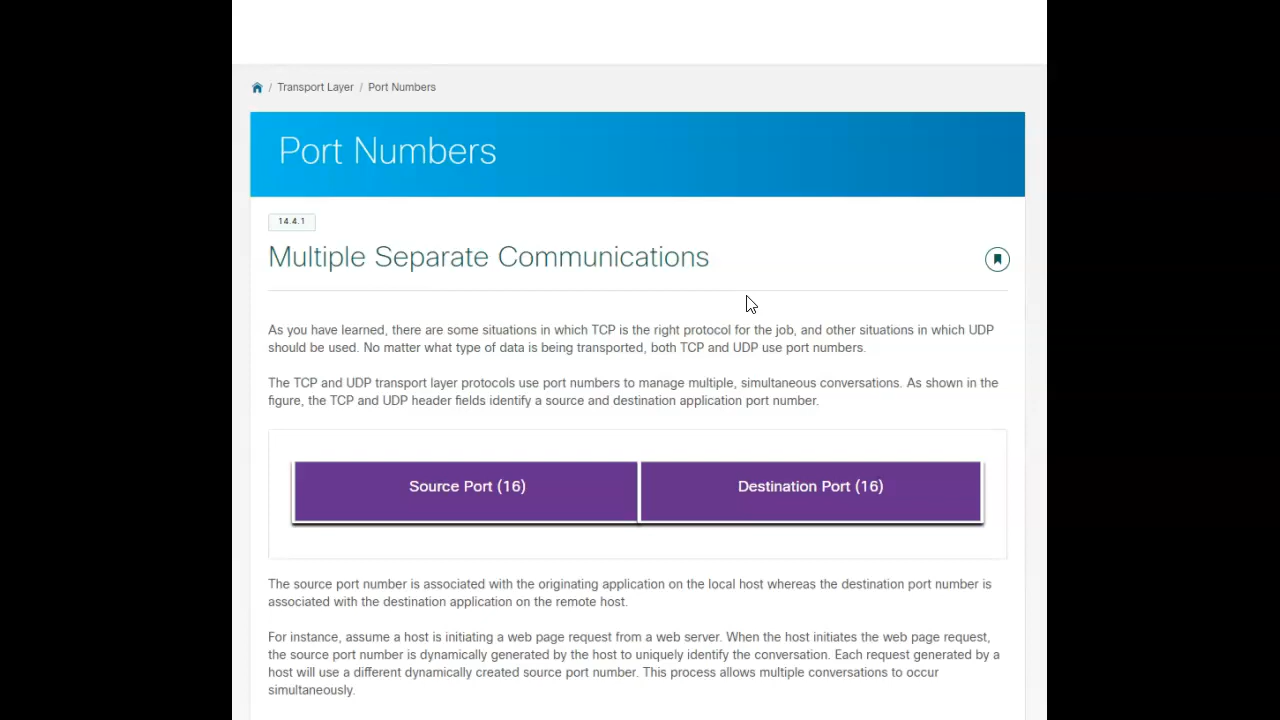 / Transport Layer / Port Numbers
Port Numbers
14.4.1
Multiple Separate Communications
As you have learned, there are some situations in which TCP is the right protocol for the job, and other situations in which UDP
should be used. No matter what type of data is being transported, both TCP and UDP use port numbers.
The TCP and UDP transport layer protocols use port numbers to manage multiple, simultaneous conversations. As shown in the
figure, the TCP and UDP header fields identify a source and destination application port number.
Source Port (16) Destination Port (16)
The source port number is associated with the originating application on the local host whereas the destination port number is
associated with the destination application on the remote host.
For instance, assume a host is initiating a web page request from a web server. When the host initiates the web page request,
the source port number is dynamically generated by the host to uniquely identify the conversation. Each request generated by a
host will use a different dynamically created source port number. This process allows multiple conversations to occur
simultaneously.